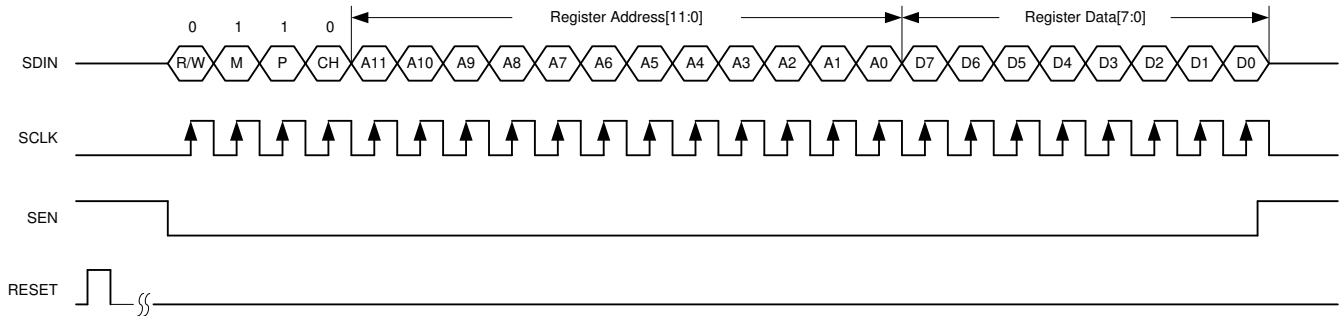 0 1 1 0 Register Address[11:0] Register Data[7:0]
SDIN R/W M P CH A11 A10 A9 A8 A7 A6 A5 A4 A3 A2 A1 A0 D7 D6 D5 D4 D3 D2 D1 D0
SCLK
SEN
RESET